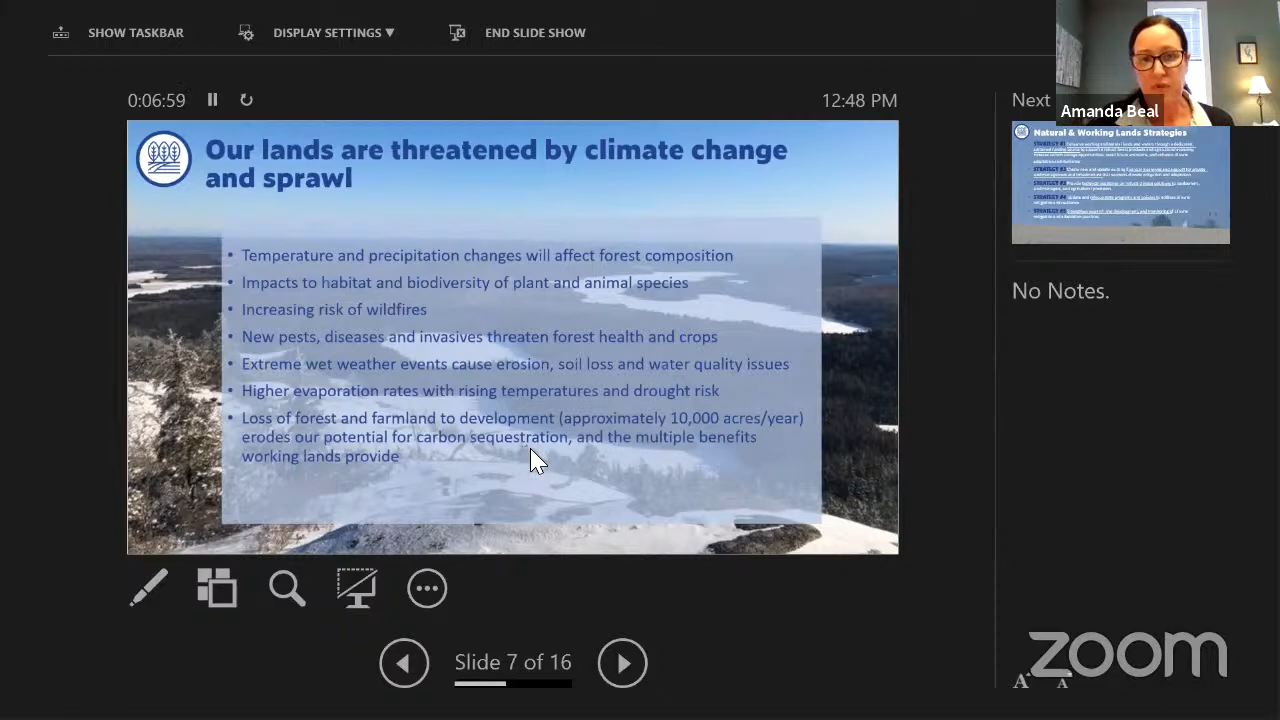 SHOW TASKBAR
DISPLAY SETTINGS ▼
ND SLIDE SHOW
0:06:59
12:48 PM
Next
Amanda Beal
Our lands are threatened by climate change
and sprawl
• Temperature and precipitation changes will affect forest composition
• Impacts to habitat and biodiversity of plant and animal species
• Increasing risk of wildfires
• New pests, diseases and invasives threaten forest health and crops
• Extreme wet weather events cause erosion, soil loss and water quality issues
• Higher evaporation rates with rising temperatures and drought risk
• Loss of forest and farmland to development (approximately 10,000 acres/year)
erodes our potential for carbon sequestration, and the multiple benefits
working lands provide
Natural & Working Lands Strategies
No Notes.
Slide 7 of 16
zoom
A A